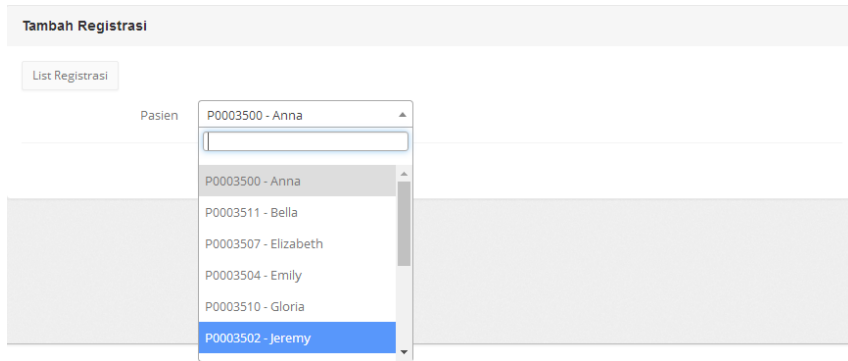 Tambah Registrasi
List Registrasi
Pasien P0003500 - Anna
P0003500 - Anna
P0003511 - Bella
P0003507 - Elizabeth
P0003504 - Emily
P0003510 - Gloria
P0003502 - Jeremy